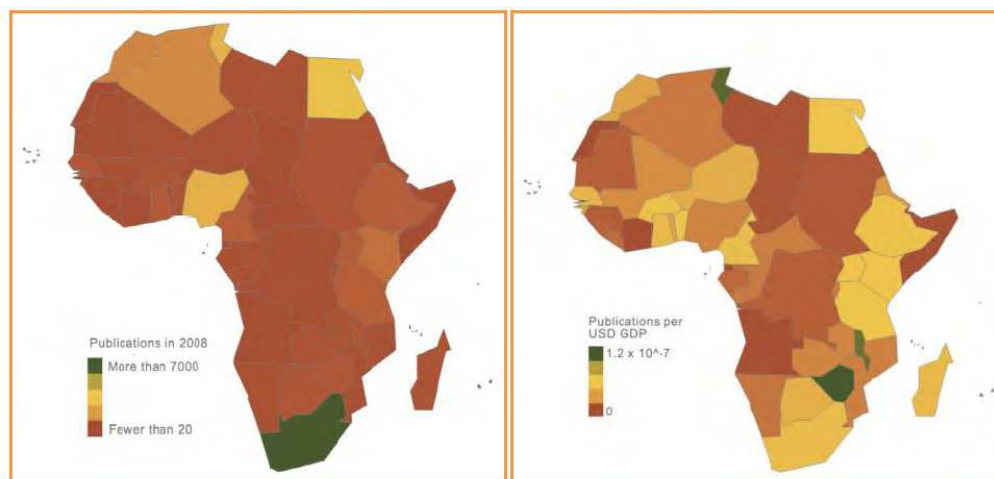 Publications in 2008
More than 7000
Fewer than 20
Publications per
USD GDP
1.2 x 10^-7
0